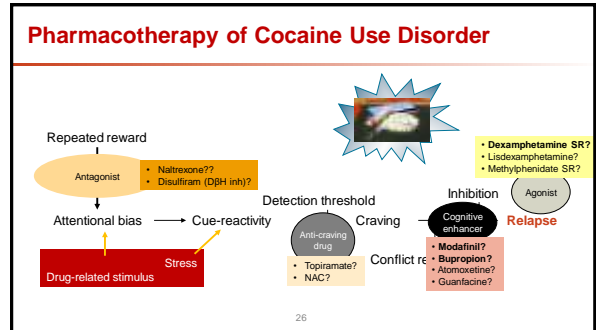 Pharmacotherapy of Cocaine Use Disorder
Repeated reward
Antagonist
• Naltrexone??
• Disulfiram (DβH inh)?
Attentional bias
Cue-reactivity
Stress
Drug-related stimulus
Detection threshold
Anti-craving
drug
• Topiramate?
• NAC?
Craving
Conflict re
Inhibition
Cognitive
enhancer
• Modafinil?
• Bupropion?
• Atomoxetine?
• Guanfacine?
• Dexamphetamine SR?
• Lisdexamphetamine?
• Methylphenidate SR?
Agonist
Relapse
26